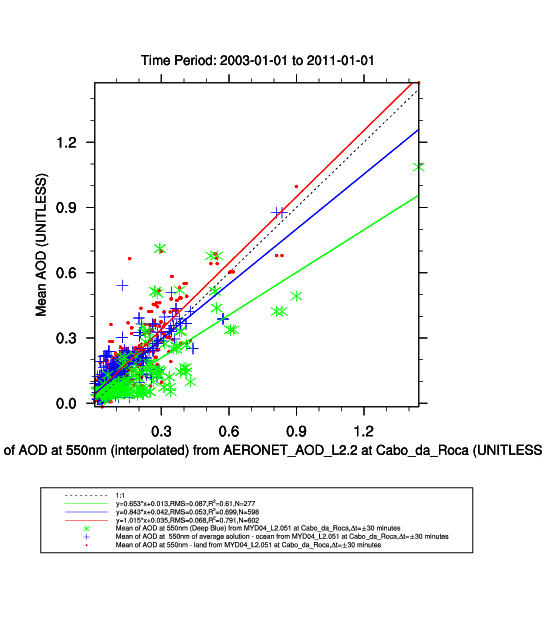 Time Period: 2003-01-01 to 2011-01-01
Mean AOD (UNITLESS)
1.2
0.9
0.6
0.3
0.0
0.3 0.6 0.9 1.2
of AOD at 550nm (interpolated) from AERONET_AOD_L2.2 at Cabo_da_Roca (UNITLESS
1:1
y=0.653*x+0.013,RMS=0.087,R²=0.61,N=277
y=0.843*x+0.042,RMS=0.053,R²=0.699,N=598
y=1.015*x+0.035,RMS=0.068,R²=0.791,N=602
Mean of AOD at 550nm (Deep Blue) from MYD04_L2.051 at Cabo_da_Roca,Δt=±30 minutes
Mean of AOD at 550nm of average solution - ocean from MYD04_L2.051 at Cabo_da_Roca,Δt=±30 minutes
Mean of AOD at 550nm - land from MYD04_L2.051 at Cabo_da_Roca,Δt=±30 minutes